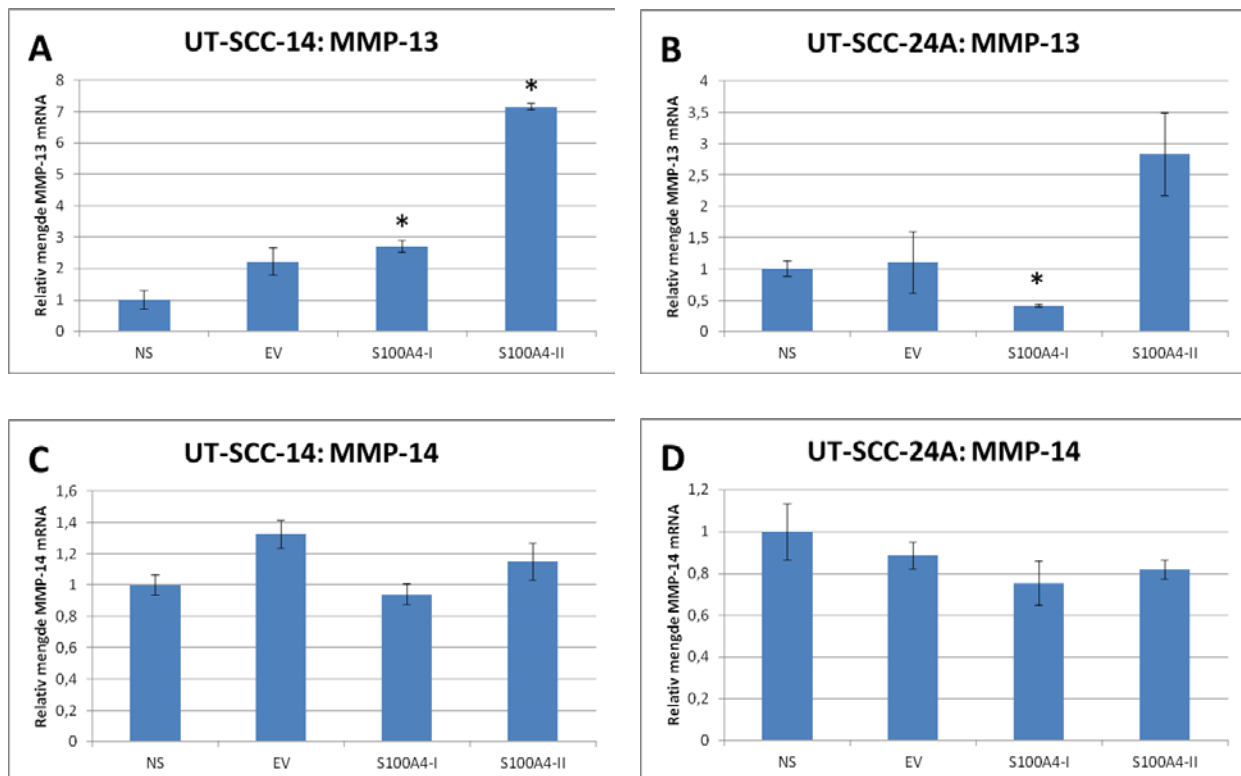 A
UT-SCC-14: MMP-13
Relativ mengde MMP-13 mRNA
8
7
6
5
4
3
2
1
0
*
*
NS EV S100A4-I S100A4-II
B
UT-SCC-24A: MMP-13
Relativ mengde MMP-13 mRNA
4
3,5
3
2,5
2
1,5
1
0,5
0
*
NS EV S100A4-I S100A4-II
C
UT-SCC-14: MMP-14
Relativ mengde MMP-14 mRNA
1,6
1,4
1,2
1
0,8
0,6
0,4
0,2
0
NS EV S100A4-I S100A4-II
D
UT-SCC-24A: MMP-14
Relativ mengde MMP-14 mRNA
1,2
1
0,8
0,6
0,4
0,2
0
NS EV S100A4-I S100A4-II